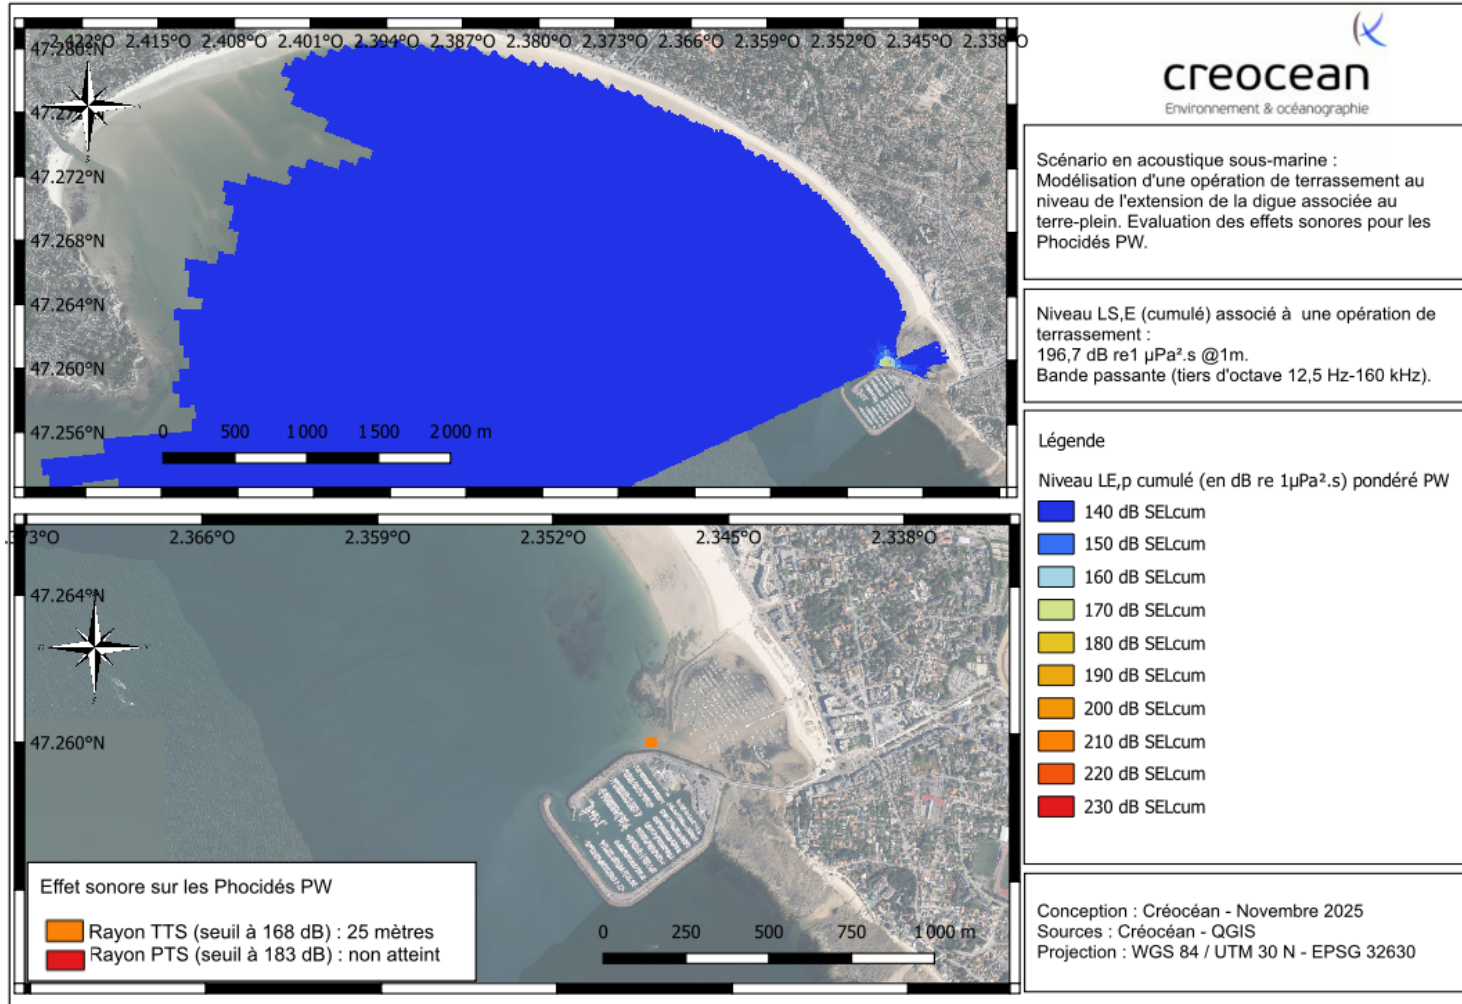 2.422°O 2.415°O 2.408°O 2.401°O 2.394°O 2.387°O 2.380°O 2.373°O 2.366°O 2.359°O 2.352°O 2.345°O 2.338°O
47.280°N
47.272°N
47.268°N
47.264°N
47.260°N
47.256°N
0 500 1 000 1 500 2 000 m
creocean
Environnement & océanographie
Scénario en acoustique sous-marine :
Modélisation d'une opération de terrassement au
niveau de l'extension de la digue associée au
terre-plein. Evaluation des effets sonores pour les
Phocidés PW.
Niveau LS,E (cumulé) associé à une opération de
terrassement :
196,7 dB re1 µPa².s @1m.
Bande passante (tiers d'octave 12,5 Hz-160 kHz).
Légende
Niveau LE,p cumulé (en dB re 1µPa².s) pondéré PW
140 dB SELcum
150 dB SELcum
160 dB SELcum
170 dB SELcum
180 dB SELcum
190 dB SELcum
200 dB SELcum
210 dB SELcum
220 dB SELcum
230 dB SELcum
2.373°O 2.366°O 2.359°O 2.352°O 2.345°O 2.338°O
47.264°N
47.260°N
Effet sonore sur les Phocidés PW
Rayon TTS (seuil à 168 dB) : 25 mètres
Rayon PTS (seuil à 183 dB) : non atteint
0 250 500 750 1 000 m
Conception : Créocéan - Novembre 2025
Sources : Créocéan - QGIS
Projection : WGS 84 / UTM 30 N - EPSG 32630